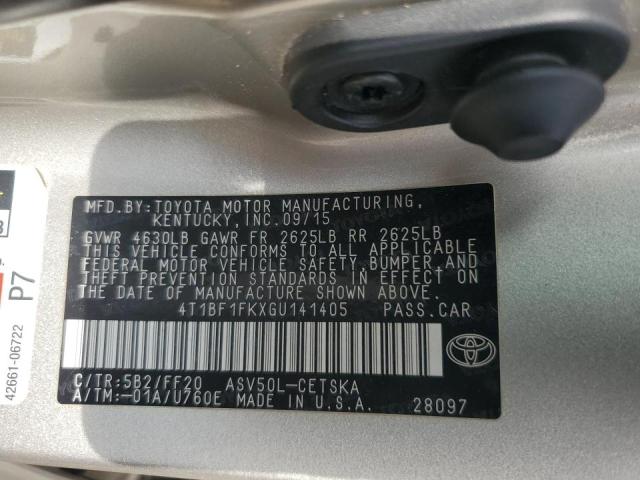 MFD.BY:TOYOTA MOTOR MANUFACTURING,
KENTUCKY, INC.09/15
GVWR 4630LB GAWR FR 2625LB RR 2625LB
THIS VEHICLE CONFORMS TO ALL APPLICABLE
FEDERAL MOTOR VEHICLE SAFETY, BUMPER, AND
THEFT PREVENTION STANDARDS IN EFFECT ON
THE DATE OF MANUFACTURE SHOWN ABOVE.
4T1BF1FKXGU141405 PASS.CAR
C/TR:5B2/FF20 ASV50L-CETSKA
A/TM:-01A/U760E MADE IN U.S.A. 28097
42661-06722
P7